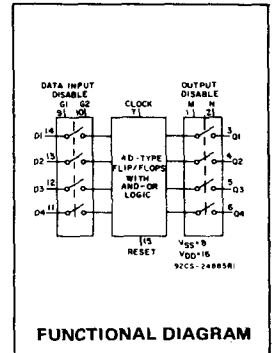 DATA INPUT
DISABLE
G1 G2
9 10
CLOCK
7
OUTPUT
DISABLE
M N
1 2
D1 14
D2 13
D3 12
D4 11
4 D-TYPE
FLIP/FLOPS
WITH
AND-OR
LOGIC
3 Q1
4 Q2
5 Q3
6 Q4
15
RESET
VSS=8
VDD=16
92CS-24885R1
FUNCTIONAL DIAGRAM